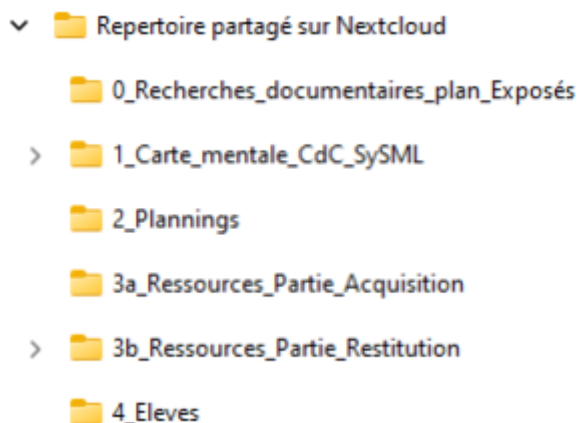 Repertoire partagé sur Nextcloud
0_Recherches_documentaires_plan_Exposés
1_Carte_mentale_CdC_SySML
2_Plannings
3a_Ressources_Partie_Acquisition
3b_Ressources_Partie_Restitution
4_Eleves